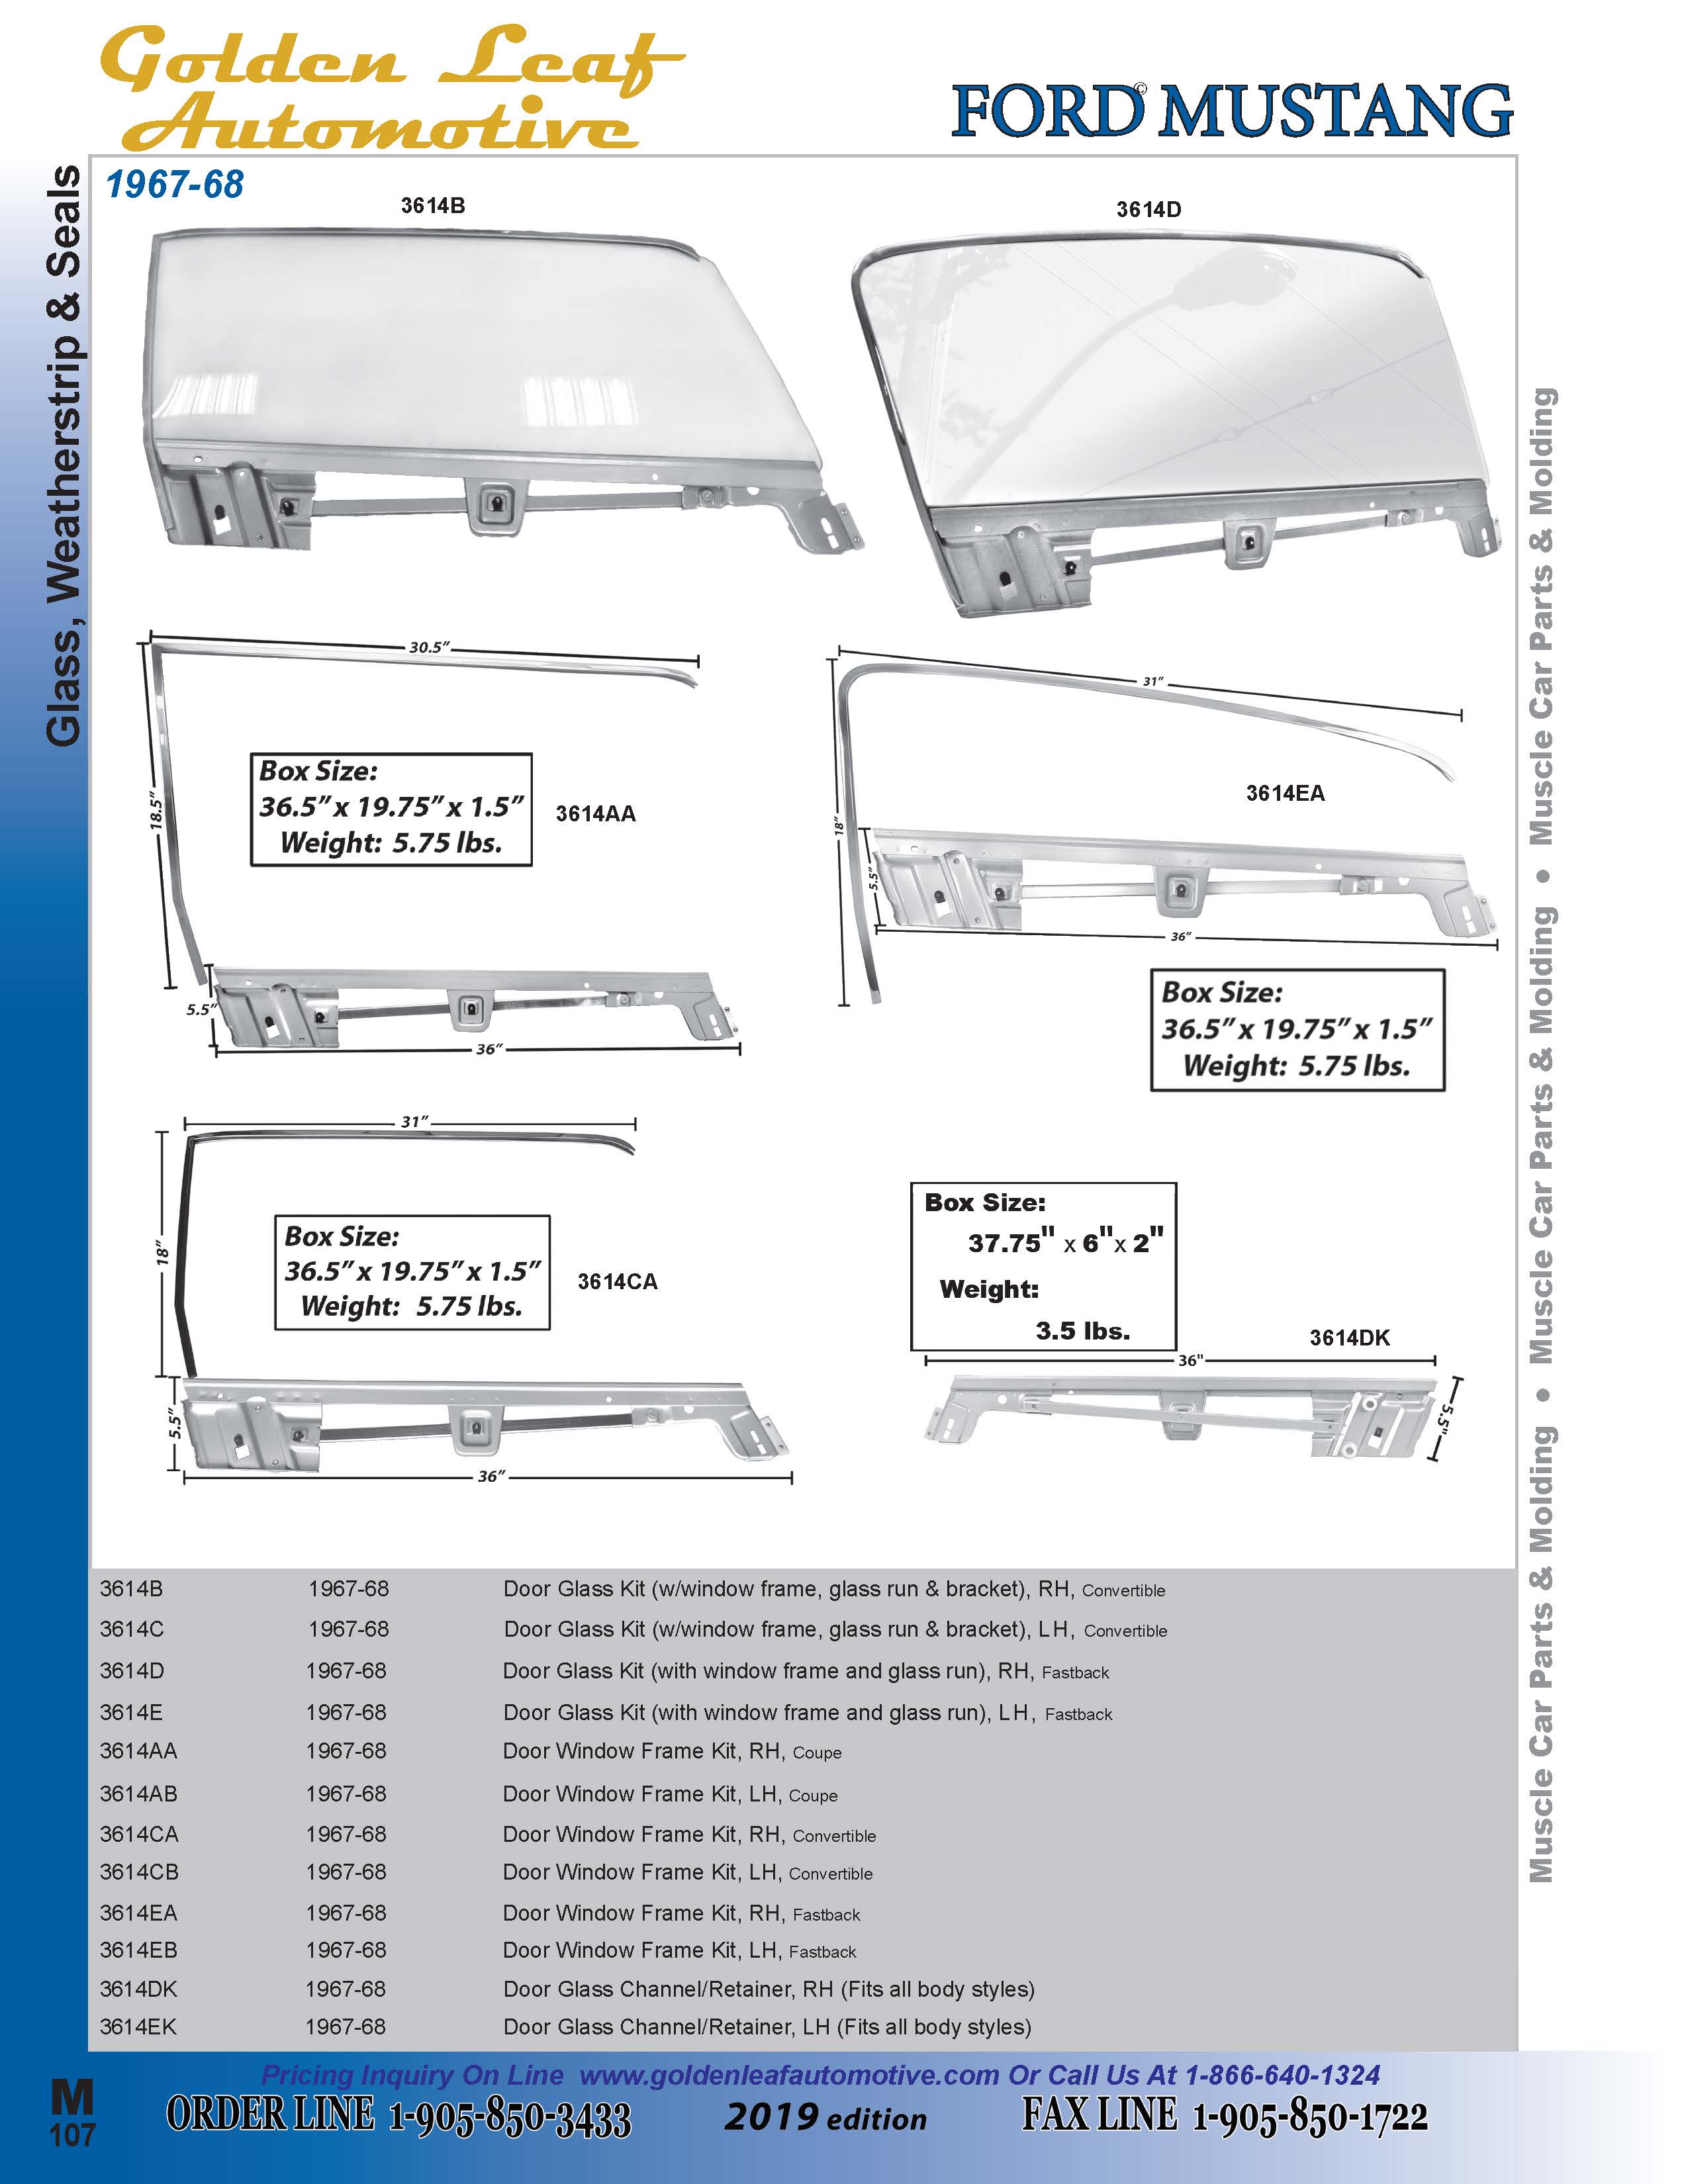 Golden Leaf
Automotive
FORD© MUSTANG
Glass, Weatherstrip & Seals
1967-68
3614B
3614D
30.5”
18.5”
Box Size:
36.5” x 19.75” x 1.5”
Weight: 5.75 lbs.
3614AA
5.5”
36”
31”
18”
3614EA
5.5”
36”
Box Size:
36.5” x 19.75” x 1.5”
Weight: 5.75 lbs.
31”
18”
Box Size:
36.5” x 19.75” x 1.5”
Weight: 5.75 lbs.
3614CA
5.5”
36”
Box Size:
37.75" x 6"x 2"
Weight:
3.5 lbs.
3614DK
36"
5.5"
Muscle Car Parts & Molding • Muscle Car Parts & Molding • Muscle Car Parts & Molding
3614B 1967-68 Door Glass Kit (w/window frame, glass run & bracket), RH, Convertible
3614C 1967-68 Door Glass Kit (w/window frame, glass run & bracket), LH, Convertible
3614D 1967-68 Door Glass Kit (with window frame and glass run), RH, Fastback
3614E 1967-68 Door Glass Kit (with window frame and glass run), LH, Fastback
3614AA 1967-68 Door Window Frame Kit, RH, Coupe
3614AB 1967-68 Door Window Frame Kit, LH, Coupe
3614CA 1967-68 Door Window Frame Kit, RH, Convertible
3614CB 1967-68 Door Window Frame Kit, LH, Convertible
3614EA 1967-68 Door Window Frame Kit, RH, Fastback
3614EB 1967-68 Door Window Frame Kit, LH, Fastback
3614DK 1967-68 Door Glass Channel/Retainer, RH (Fits all body styles)
3614EK 1967-68 Door Glass Channel/Retainer, LH (Fits all body styles)
Pricing Inquiry On Line www.goldenleafautomotive.com Or Call Us At 1-866-640-1324
M
107
ORDER LINE 1-905-850-3433
2019 edition
FAX LINE 1-905-850-1722